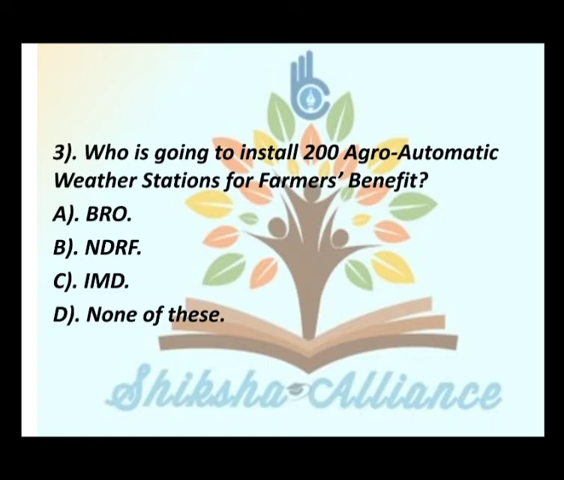 3). Who is going to install 200 Agro-Automatic
Weather Stations for Farmers’ Benefit?
A). BRO.
B). NDRF.
C). IMD.
D). None of these.
Shiksha Alliance